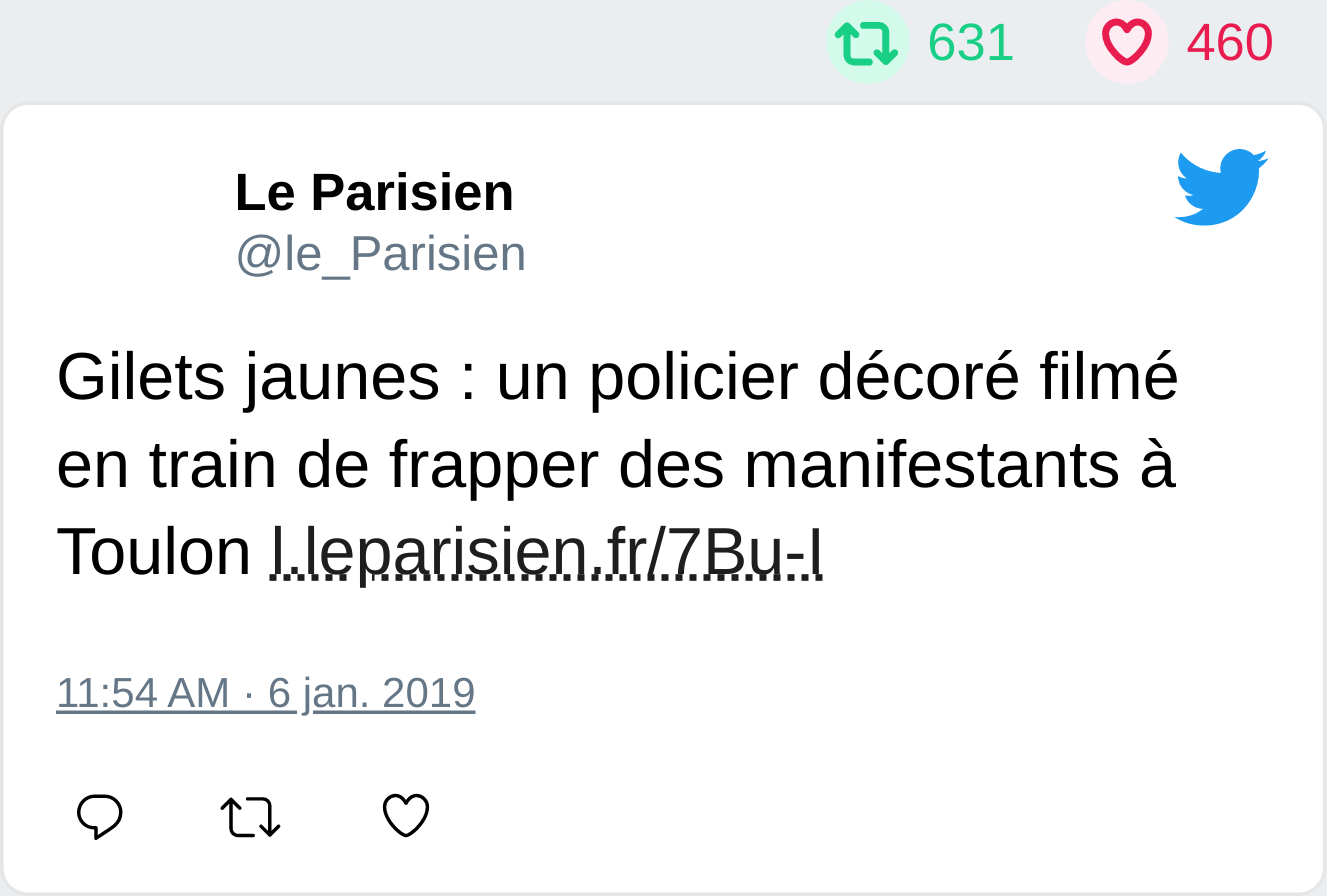 631 460
Le Parisien
@le_Parisien
Gilets jaunes : un policier décoré filmé
en train de frapper des manifestants à
Toulon l.leparisien.fr/7Bu-I
11:54 AM · 6 jan. 2019